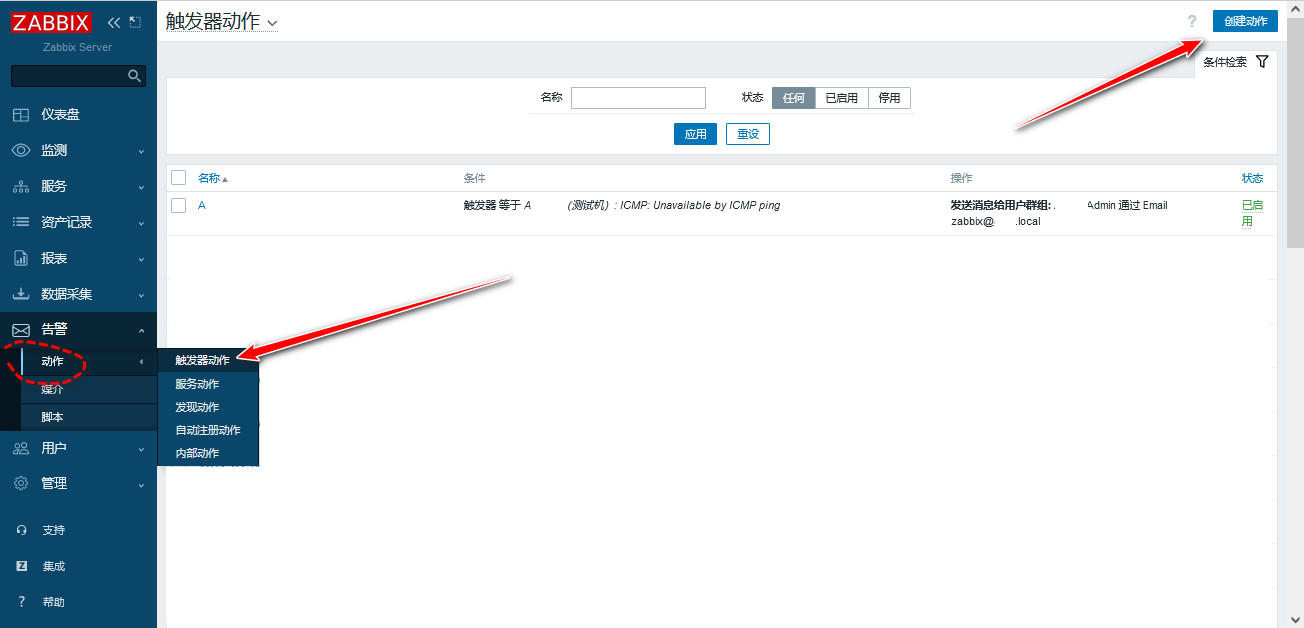 ZABBIX
Zabbix Server
仪表盘
监测
服务
资产记录
报表
数据采集
告警
动作
媒介
脚本
用户
管理
支持
Z 集成
? 帮助
触发器动作
服务动作
发现动作
自动注册动作
内部动作
触发器动作
? 创建动作
条件检索
名称 状态 任何 已启用 停用
应用 重设
名称 条件 操作 状态
A 触发器 等于 A (测试机) : ICMP: Unavailable by ICMP ping 发送消息给用户群组: Admin 通过 Email 已启
zabbix@ .local 用